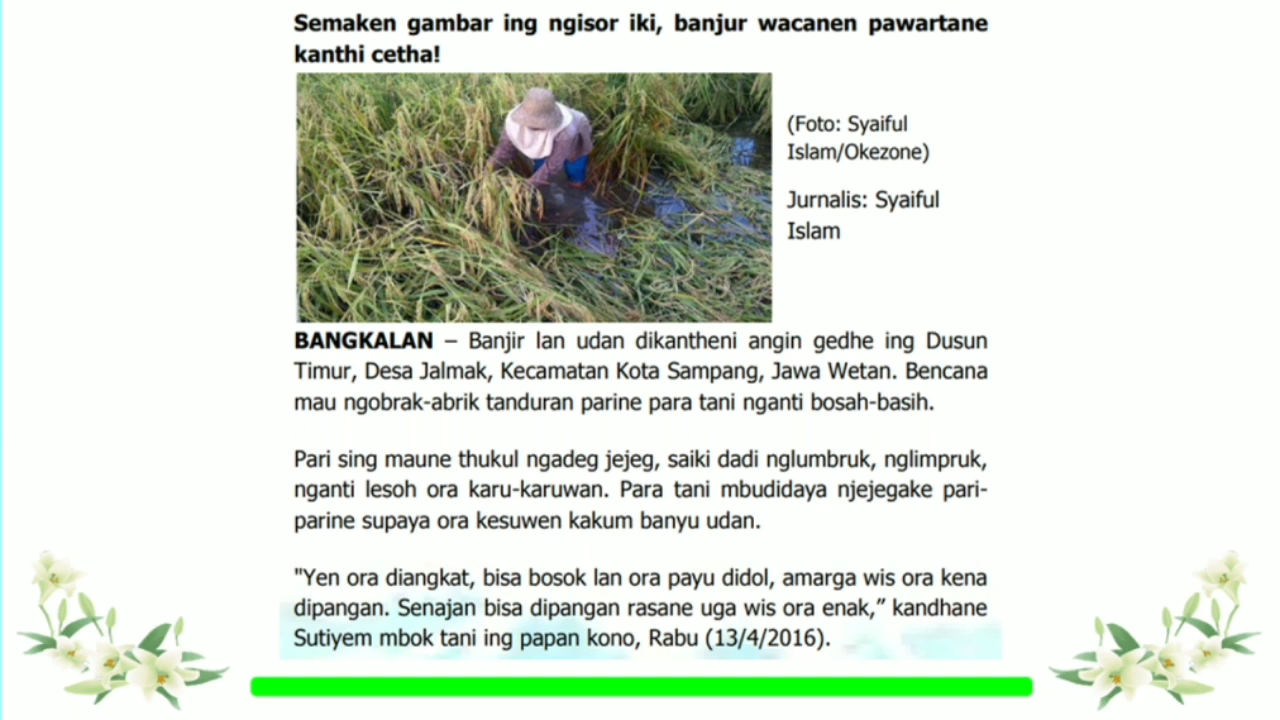 Semaken gambar ing ngisor iki, banjur wacanen pawartane
kanthi cetha!
(Foto: Syaiful
Islam/Okezone)
Jurnalis: Syaiful
Islam
BANGKALAN – Banjir lan udan dikantheni angin gedhe ing Dusun
Timur, Desa Jalmak, Kecamatan Kota Sampang, Jawa Wetan. Bencana
mau ngobrak-abrik tanduran parine para tani nganti bosah-basih.
Pari sing maune thukul ngadeg jejeg, saiki dadi nglumbruk, nglimpruk,
nganti lesoh ora karu-karuwan. Para tani mbudidaya njejegake pari-
parine supaya ora kesuwen kakum banyu udan.
"Yen ora diangkat, bisa bosok lan ora payu didol, amarga wis ora kena
dipangan. Senajan bisa dipangan rasane uga wis ora enak,” kandhane
Sutiyem mbok tani ing papan kono, Rabu (13/4/2016).